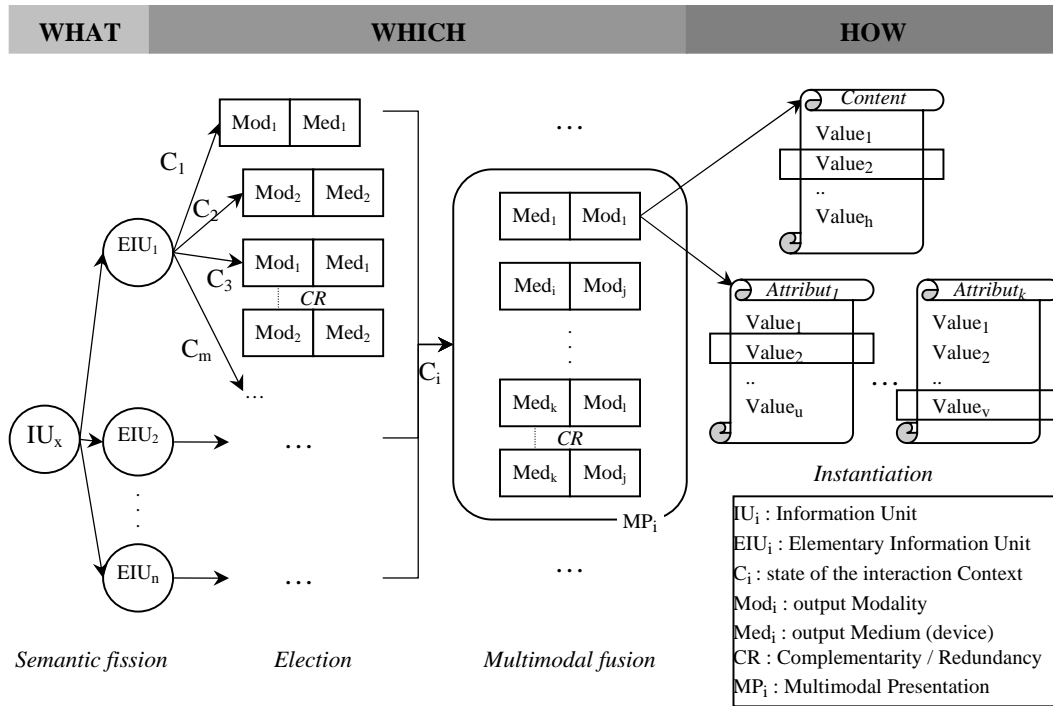 WHAT WHICH HOW
Mod₁ Med₁
C₁
Mod₂ Med₂
C₂
EIU₁
Mod₁ Med₁
C₃
CR
Mod₂ Med₂
Cₘ
...
IUₓ
EIU₂
...
. . .
EIUₙ
...
Cᵢ
...
Med₁ Mod₁
Medᵢ Modⱼ
. . . .
Medₖ Modₗ
CR
Medₖ Modⱼ
MPᵢ
...
Content
Value₁
Value₂
..
Valueₕ
Attribut₁
Value₁
Value₂
..
Valueᵤ
...
Attributₖ
Value₁
Value₂
..
Valueᵥ
Instantiation
IUᵢ : Information Unit
EIUᵢ : Elementary Information Unit
Cᵢ : state of the interaction Context
Modᵢ : output Modality
Medᵢ : output Medium (device)
CR : Complementarity / Redundancy
MPᵢ : Multimodal Presentation
Semantic fission Election Multimodal fusion